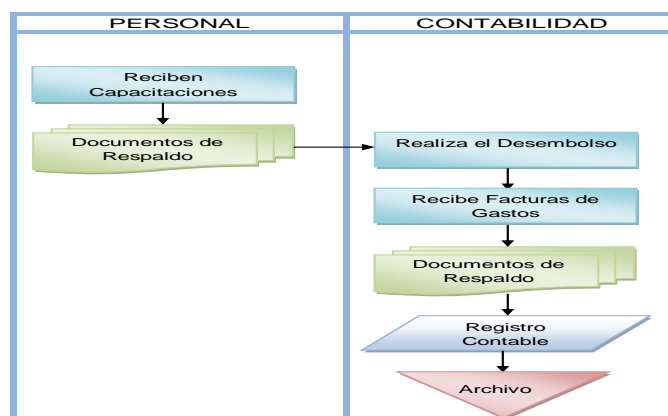 PERSONAL
CONTABILIDAD
Reciben
Capacitaciones
Documentos de
Respaldo
Realiza el Desembolso
Recibe Facturas de
Gastos
Documentos de
Respaldo
Registro
Contable
Archivo